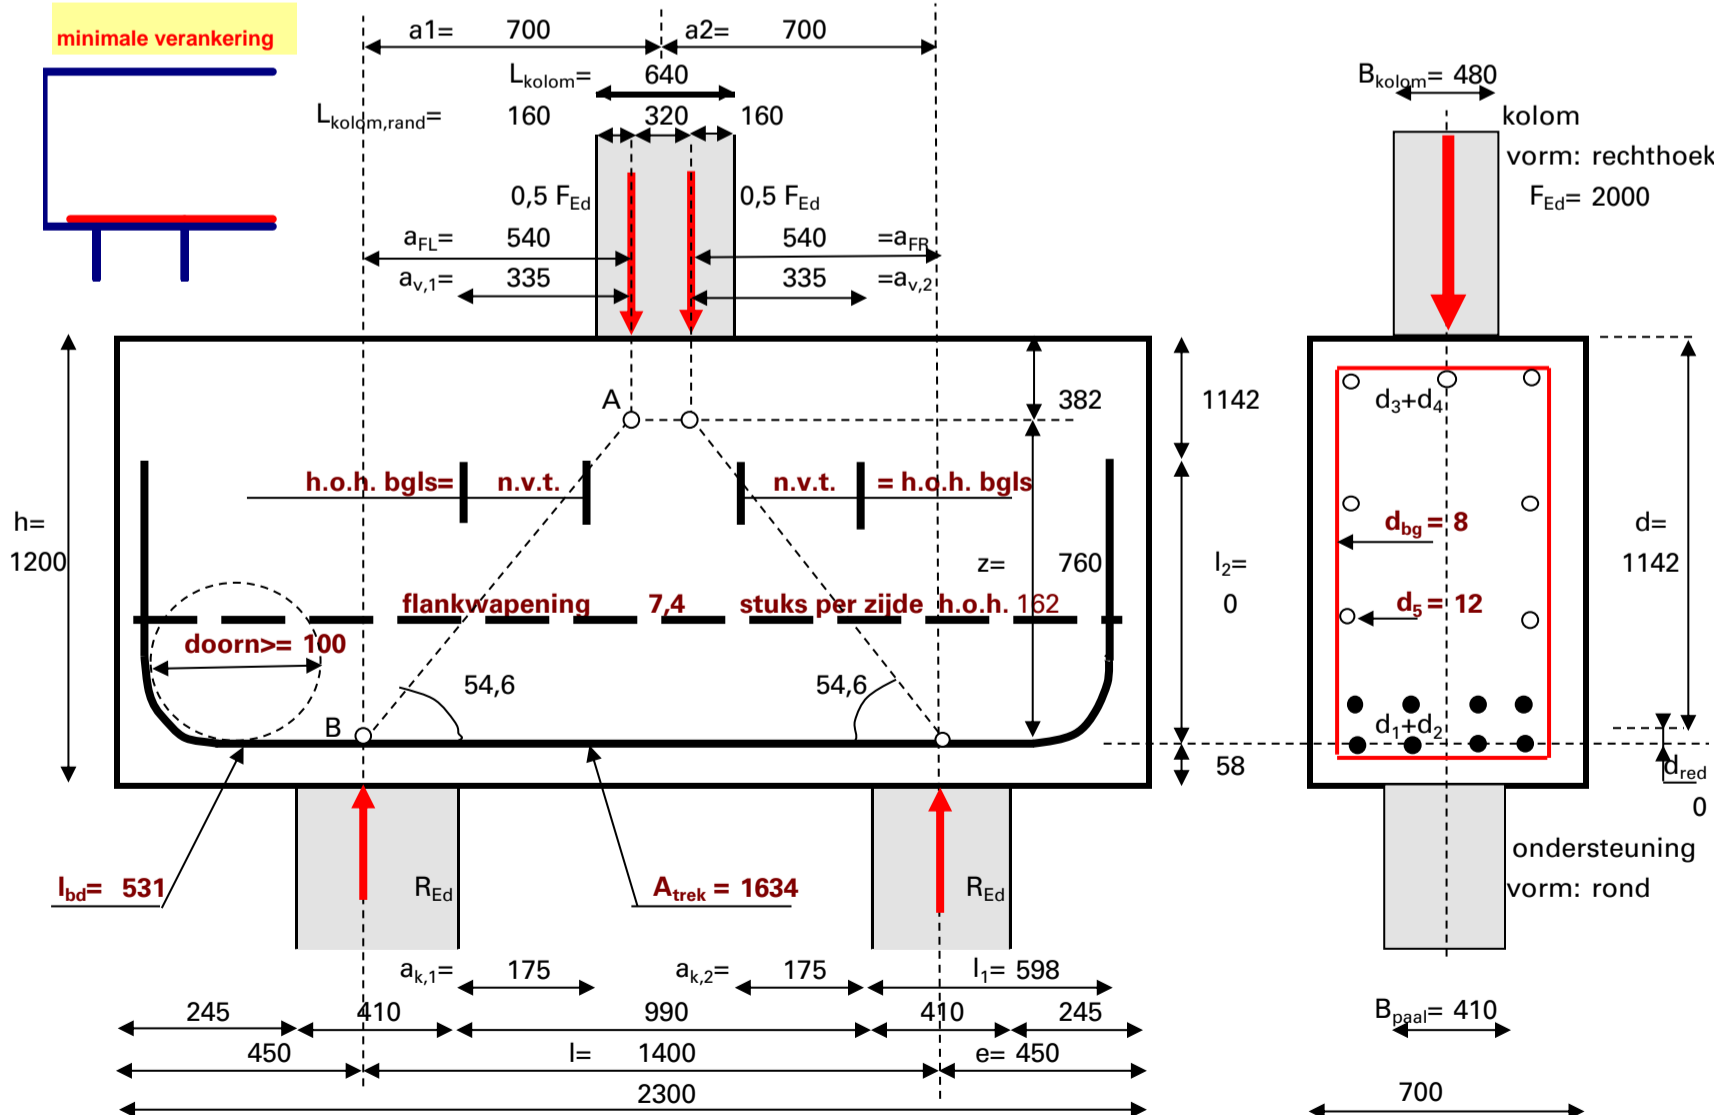 minimale verankering
a1= 700 a2= 700
Lkolom= 640
Lkolom,rand= 160 320 160
0,5 FEd 0,5 FEd
aFL= 540 540 =aFR
av,1= 335 335 =av,2
Bkolom= 480
kolom
vorm: rechthoek
FEd= 2000
A
382
1142
d3+d4
h.o.h. bgls= n.v.t. n.v.t. = h.o.h. bgls
h=
1200
z= 760
l2=
0
dbg = 8
d=
1142
flankwapening 7,4 stuks per zijde h.o.h. 162
d5 = 12
doorn>= 100
54,6 54,6
B
d1+d2
58
dred
0
lbd= 531
REd
Atrek = 1634
REd
ondersteuning
vorm: rond
ak,1= 175 ak,2= 175 l1= 598
245 410 990 410 245
Bpaal= 410
450 l= 1400 e= 450
2300
700